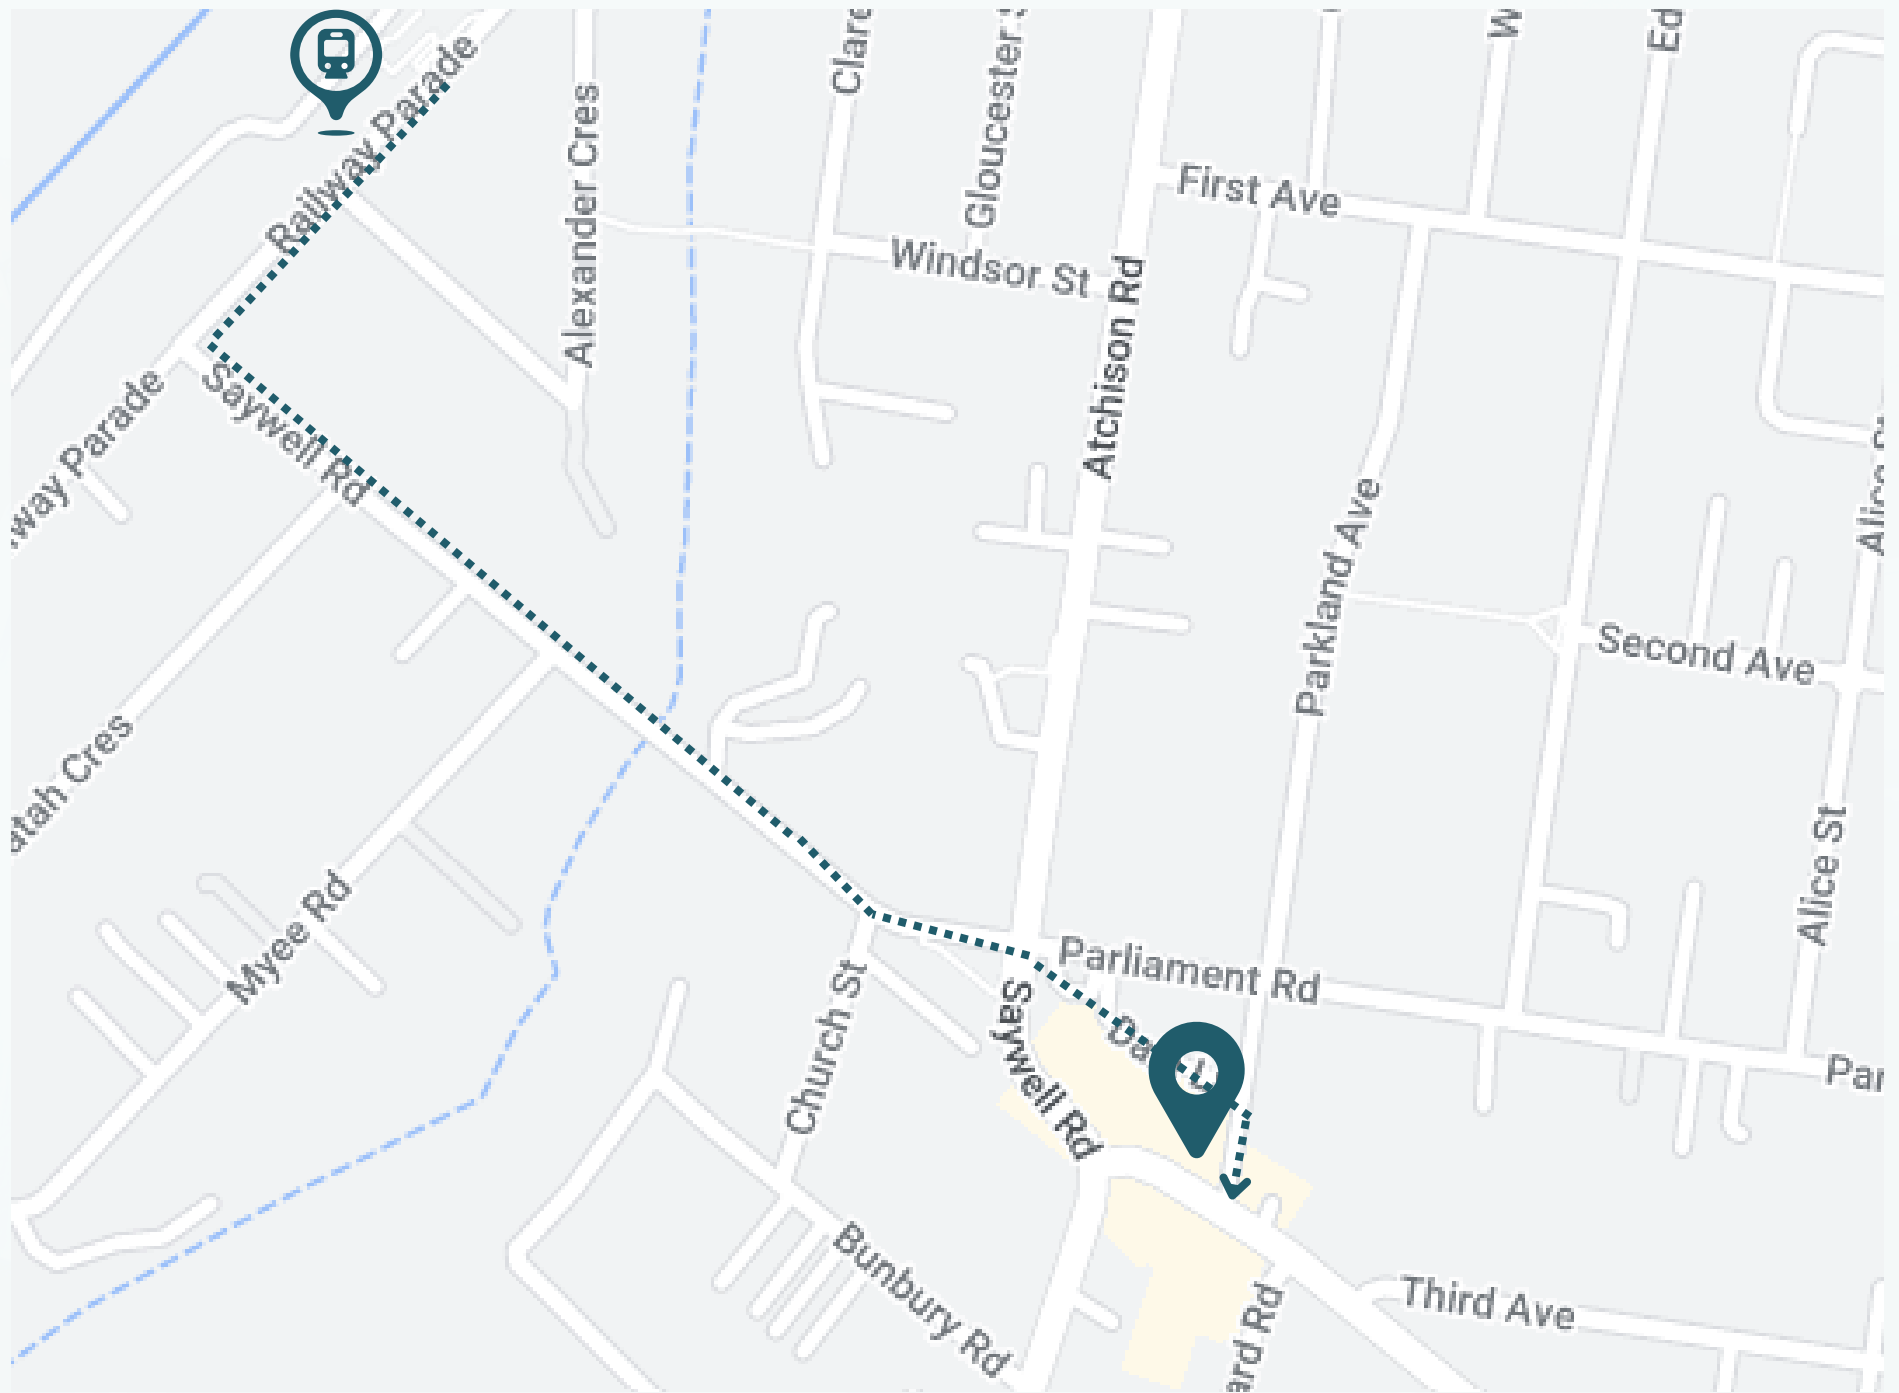 Railway Parade
Alexander Cres
Clare
Gloucester
W
Ed
First Ave
Windsor St
Atchison Rd
Saywell Rd
way Parade
Parkland Ave
Second Ave
atah Cres
Alice St
Myee Rd
Parliament Rd
Church St
Saywell Rd
Par
Bunbury Rd
Third Ave
ard Rd